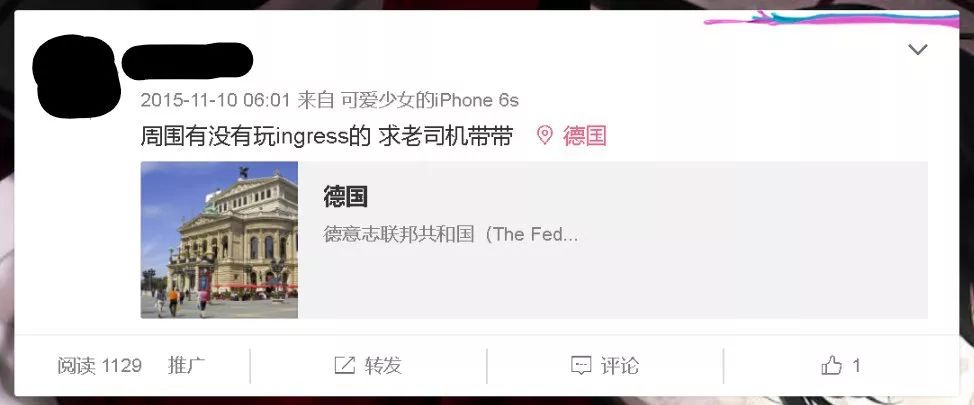 2015-11-10 06:01 来自 可爱少女的iPhone 6s
周围有没有玩ingress的 求老司机带带 德国
德国
德意志联邦共和国（The Fed...
阅读 1129 推广 转发 评论 1